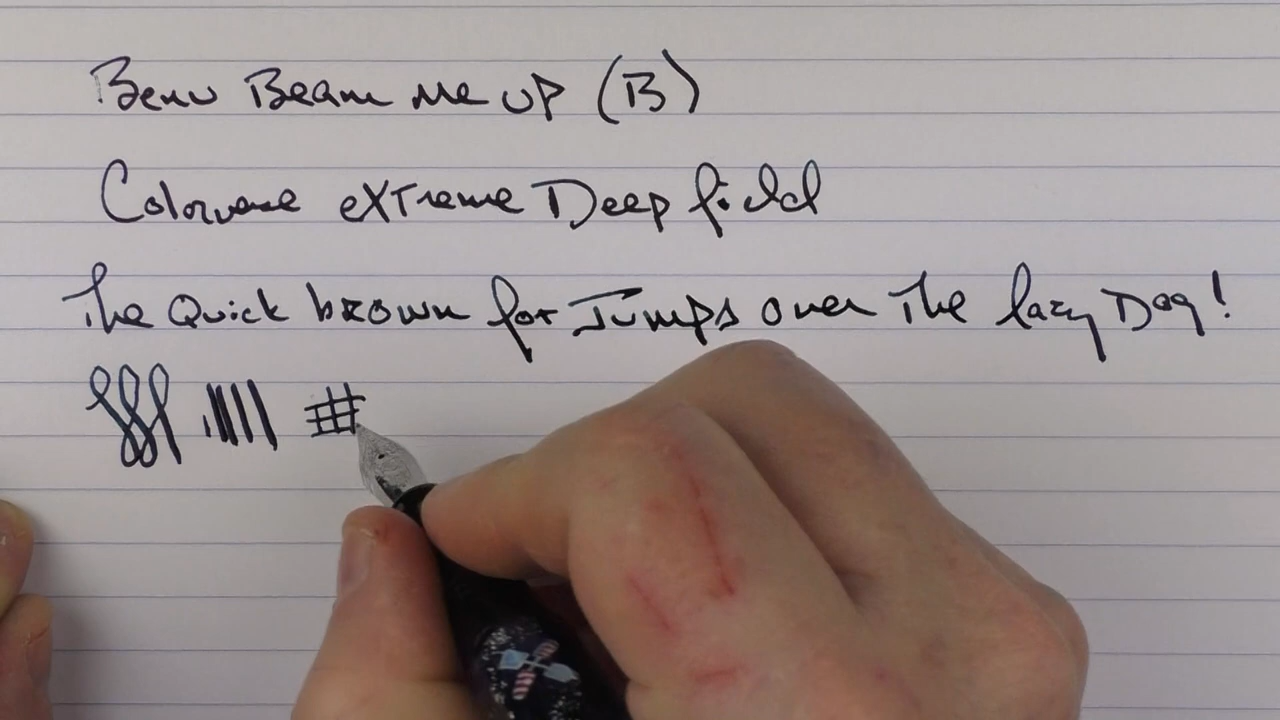 Benu Beam Me up (B)
Colorverse eXtreme Deep field
The Quick brown fox Jumps over The lazy Dog!
#